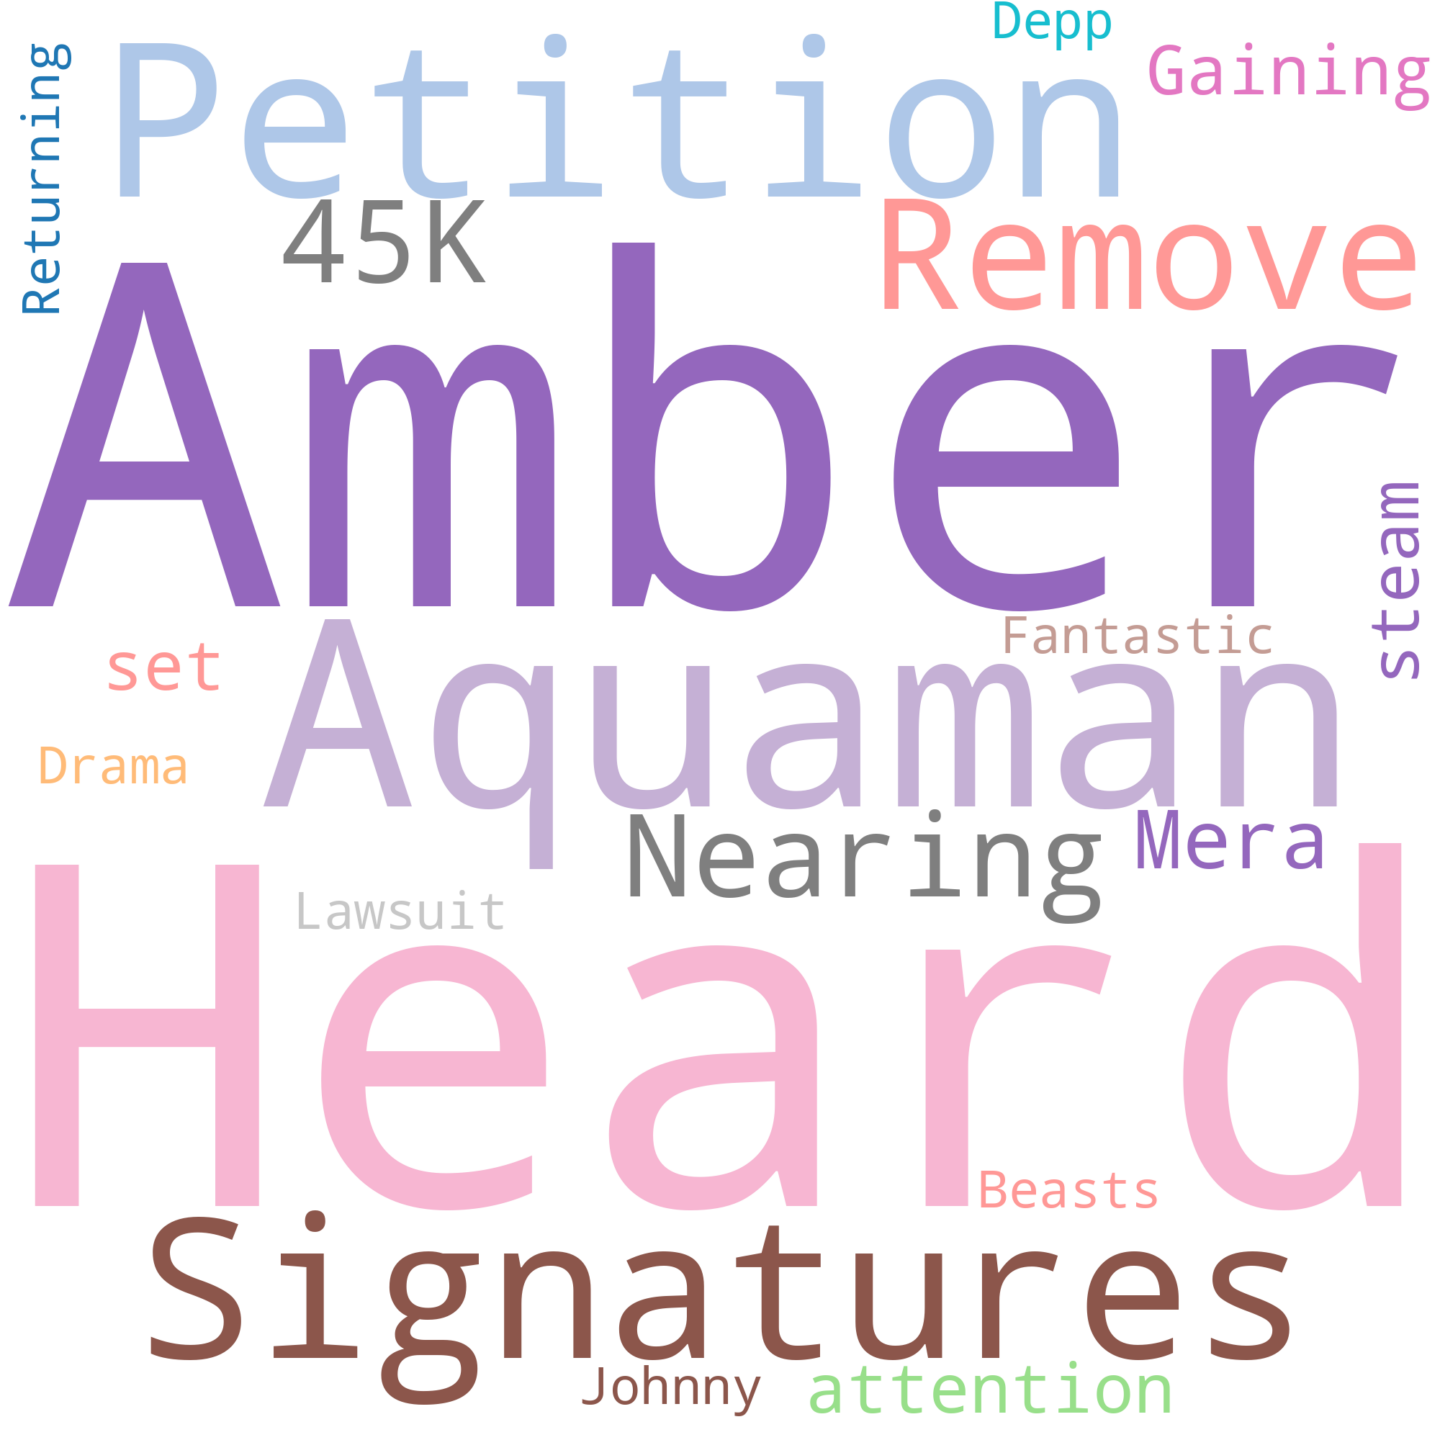 Depp
Petition
Gaining
Returning
45K
Remove
Amber
steam
Fantastic
set
Aquaman
Drama
Nearing
Mera
Lawsuit
Heard
Beasts
Signatures
Johnny
attention